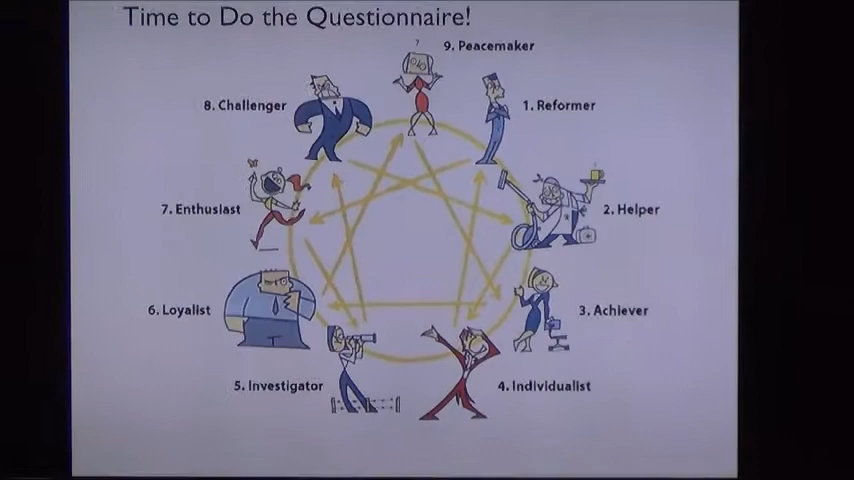 Time to Do the Questionnaire!
?
9. Peacemaker
8. Challenger
1. Reformer
7. Enthusiast
2. Helper
6. Loyalist
3. Achiever
5. Investigator
4. Individualist